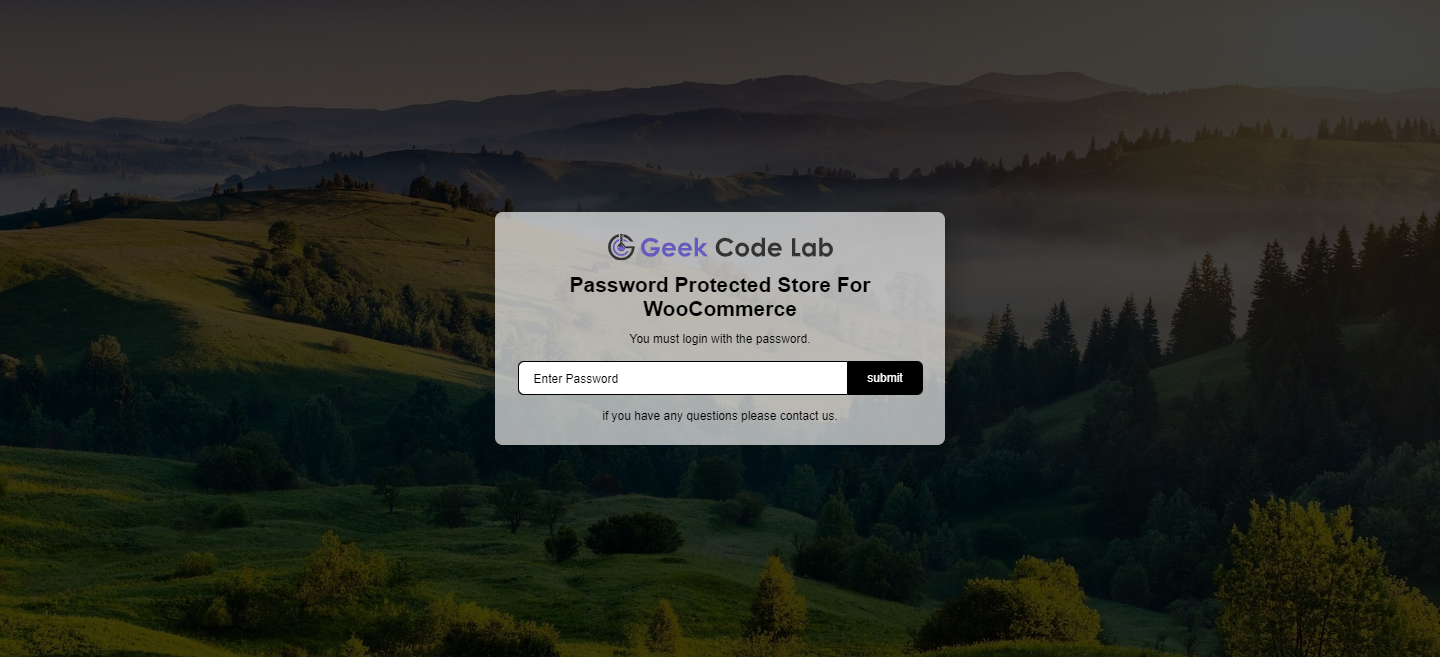 Geek Code Lab
Password Protected Store For
WooCommerce
You must login with the password.
Enter Password
submit
if you have any questions please contact us.